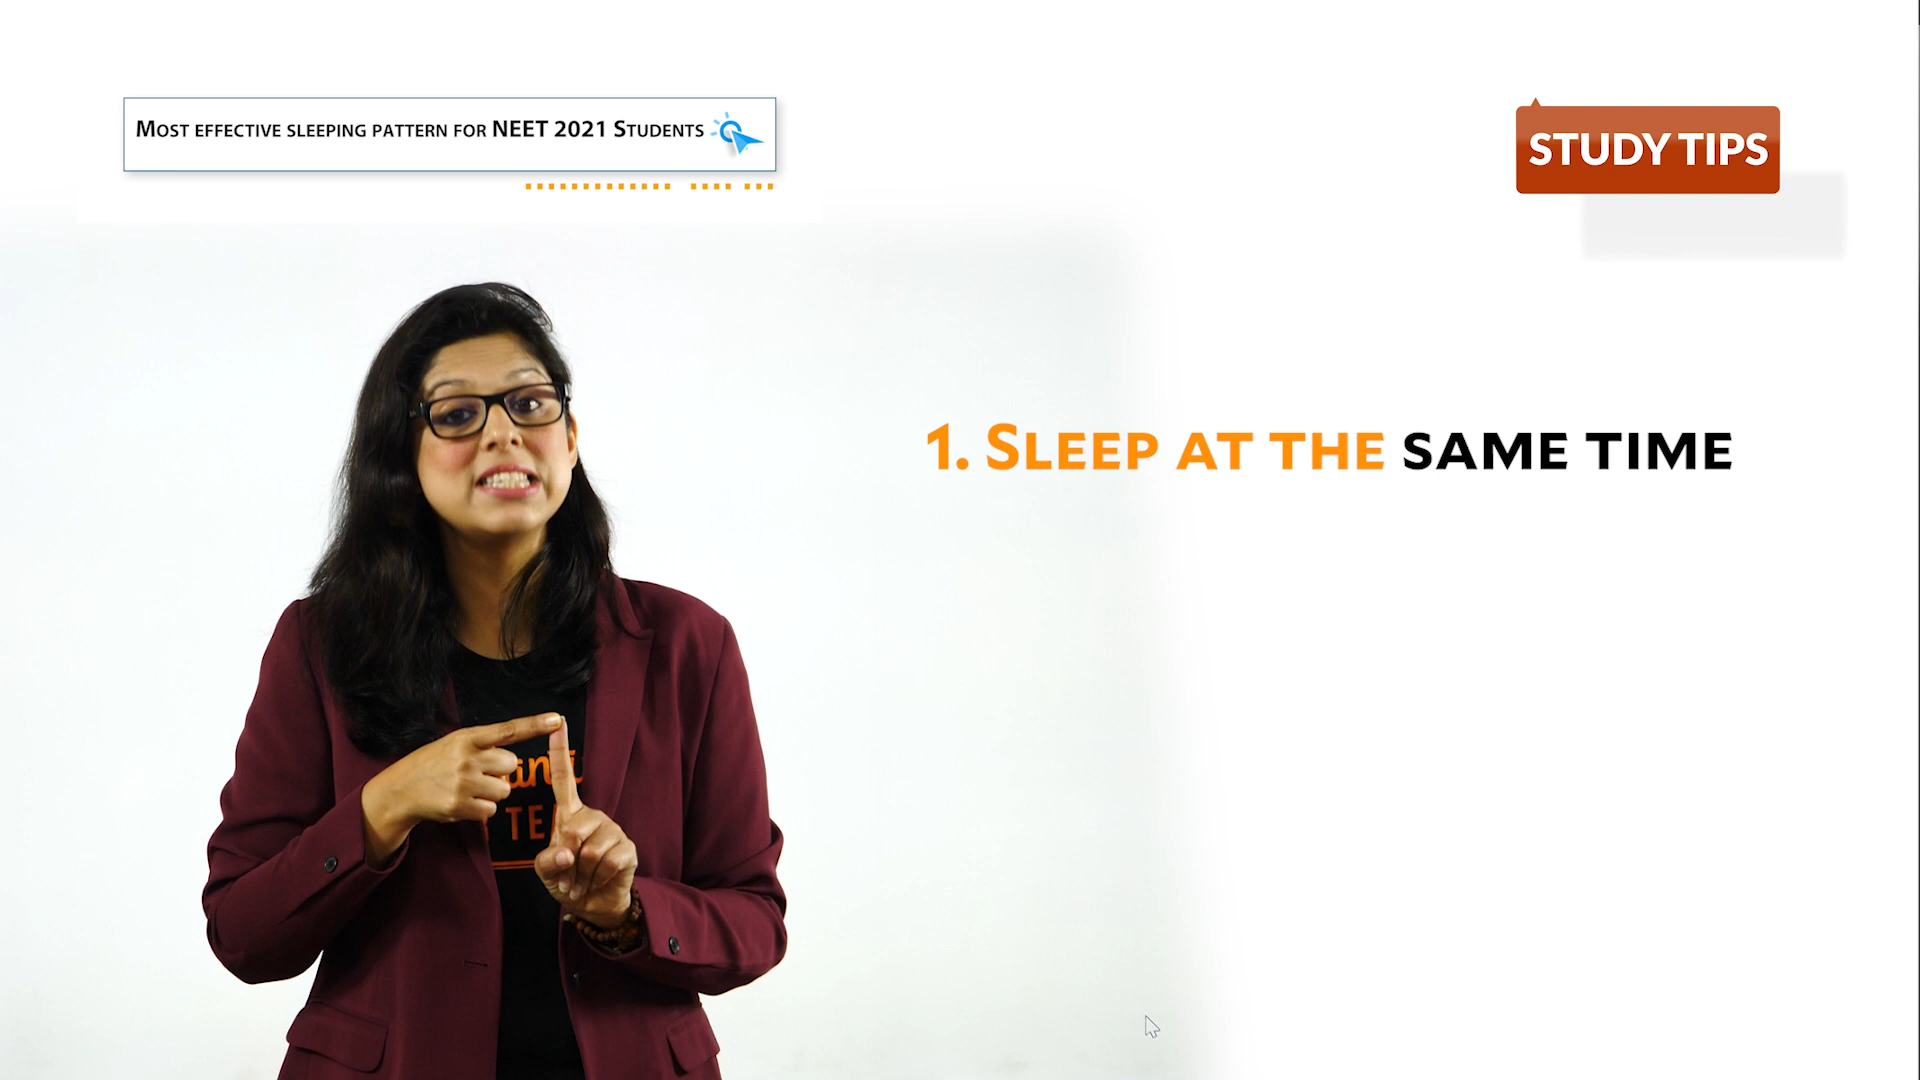 Most effective sleeping pattern for NEET 2021 Students
STUDY TIPS
1. Sleep at the same time